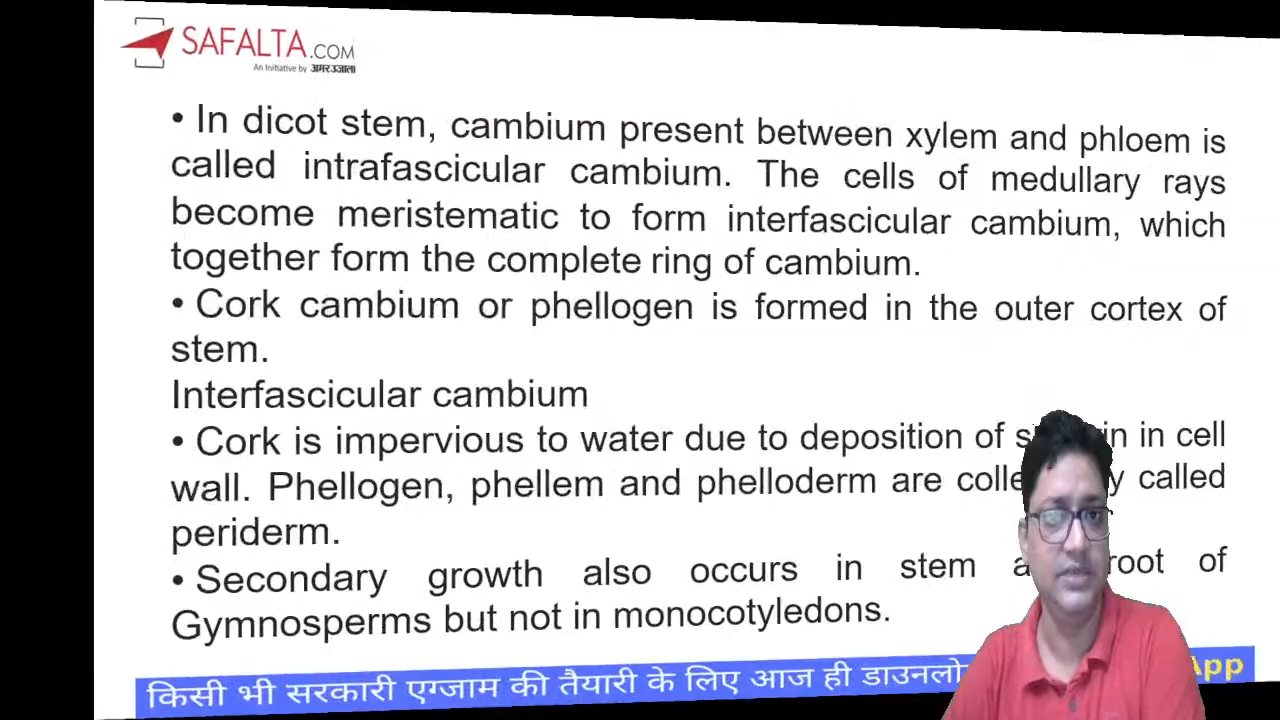 SAFALTA.COM
An Initiative by अमर उजाला
• In dicot stem, cambium present between xylem and phloem is
called intrafascicular cambium. The cells of medullary rays
become meristematic to form interfascicular cambium, which
together form the complete ring of cambium.
• Cork cambium or phellogen is formed in the outer cortex of
stem.
Interfascicular cambium
• Cork is impervious to water due to deposition of in cell
wall. Phellogen, phellem and phelloderm are called
periderm.
• Secondary growth also occurs in stem root of
Gymnosperms but not in monocotyledons.
किसी भी सरकारी एग्जाम की तैयारी के लिए आज ही App